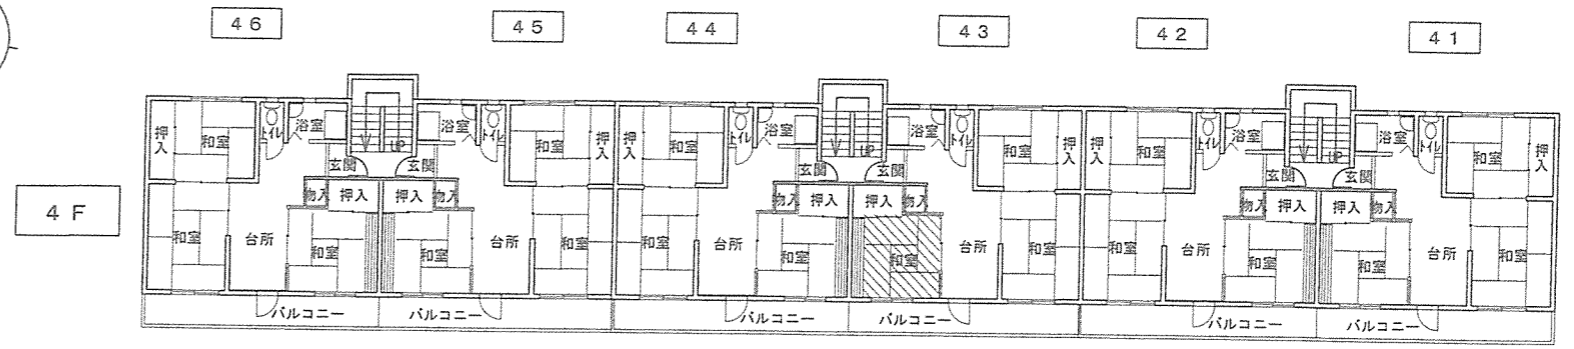 ４６ ４５ ４４ ４３ ４２ ４１
４Ｆ
押入 和室 トイレ 浴室 UP 浴室 トイレ 和室 押入 押入 和室 トイレ 浴室 UP 浴室 トイレ 和室 押入 押入 和室 トイレ 浴室 UP 浴室 トイレ 和室 押入
玄関 玄関 玄関 玄関 玄関 玄関
物入 押入 押入 物入 物入 押入 押入 物入 物入 押入 押入 物入
和室 台所 和室 和室 台所 和室 和室 台所 和室 和室 台所 和室 和室 台所 和室 和室 台所 和室
バルコニー バルコニー バルコニー バルコニー バルコニー バルコニー